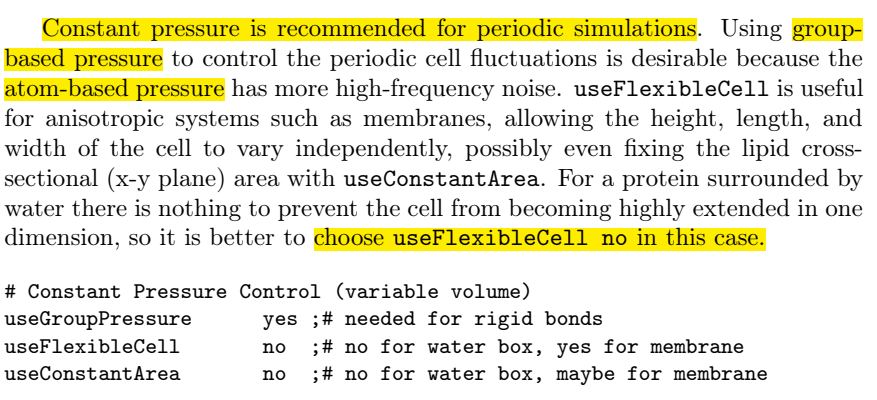 Constant pressure is recommended for periodic simulations. Using group-
based pressure to control the periodic cell fluctuations is desirable because the
atom-based pressure has more high-frequency noise. useFlexibleCell is useful
for anisotropic systems such as membranes, allowing the height, length, and
width of the cell to vary independently, possibly even fixing the lipid cross-
sectional (x-y plane) area with useConstantArea. For a protein surrounded by
water there is nothing to prevent the cell from becoming highly extended in one
dimension, so it is better to choose useFlexibleCell no in this case.
# Constant Pressure Control (variable volume)
useGroupPressure      yes ;# needed for rigid bonds
useFlexibleCell       no  ;# no for water box, yes for membrane
useConstantArea       no  ;# no for water box, maybe for membrane